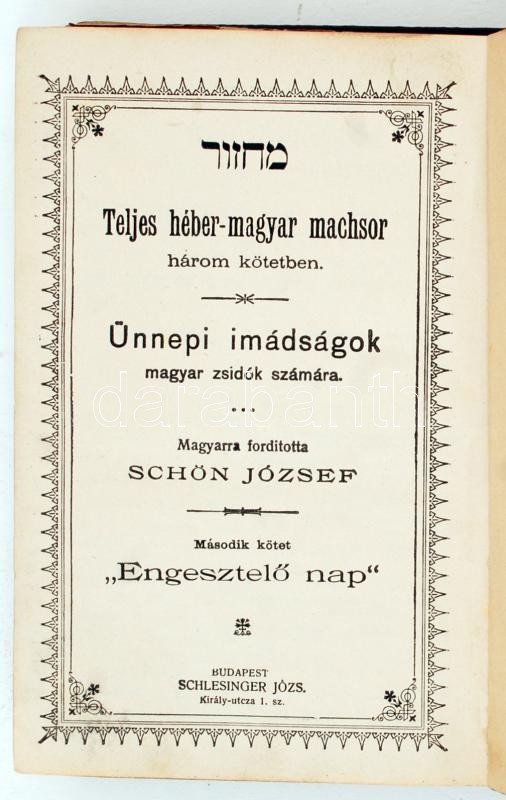 מחזור
Teljes héber-magyar machsor
három kötetben.
Ünnepi imádságok
magyar zsidók számára.
Magyarra forditotta
SCHÖN JÓZSEF
Második kötet
„Engesztelő nap“
BUDAPEST
SCHLESINGER JÓZS.
Király-utcza 1. sz.
darabanth